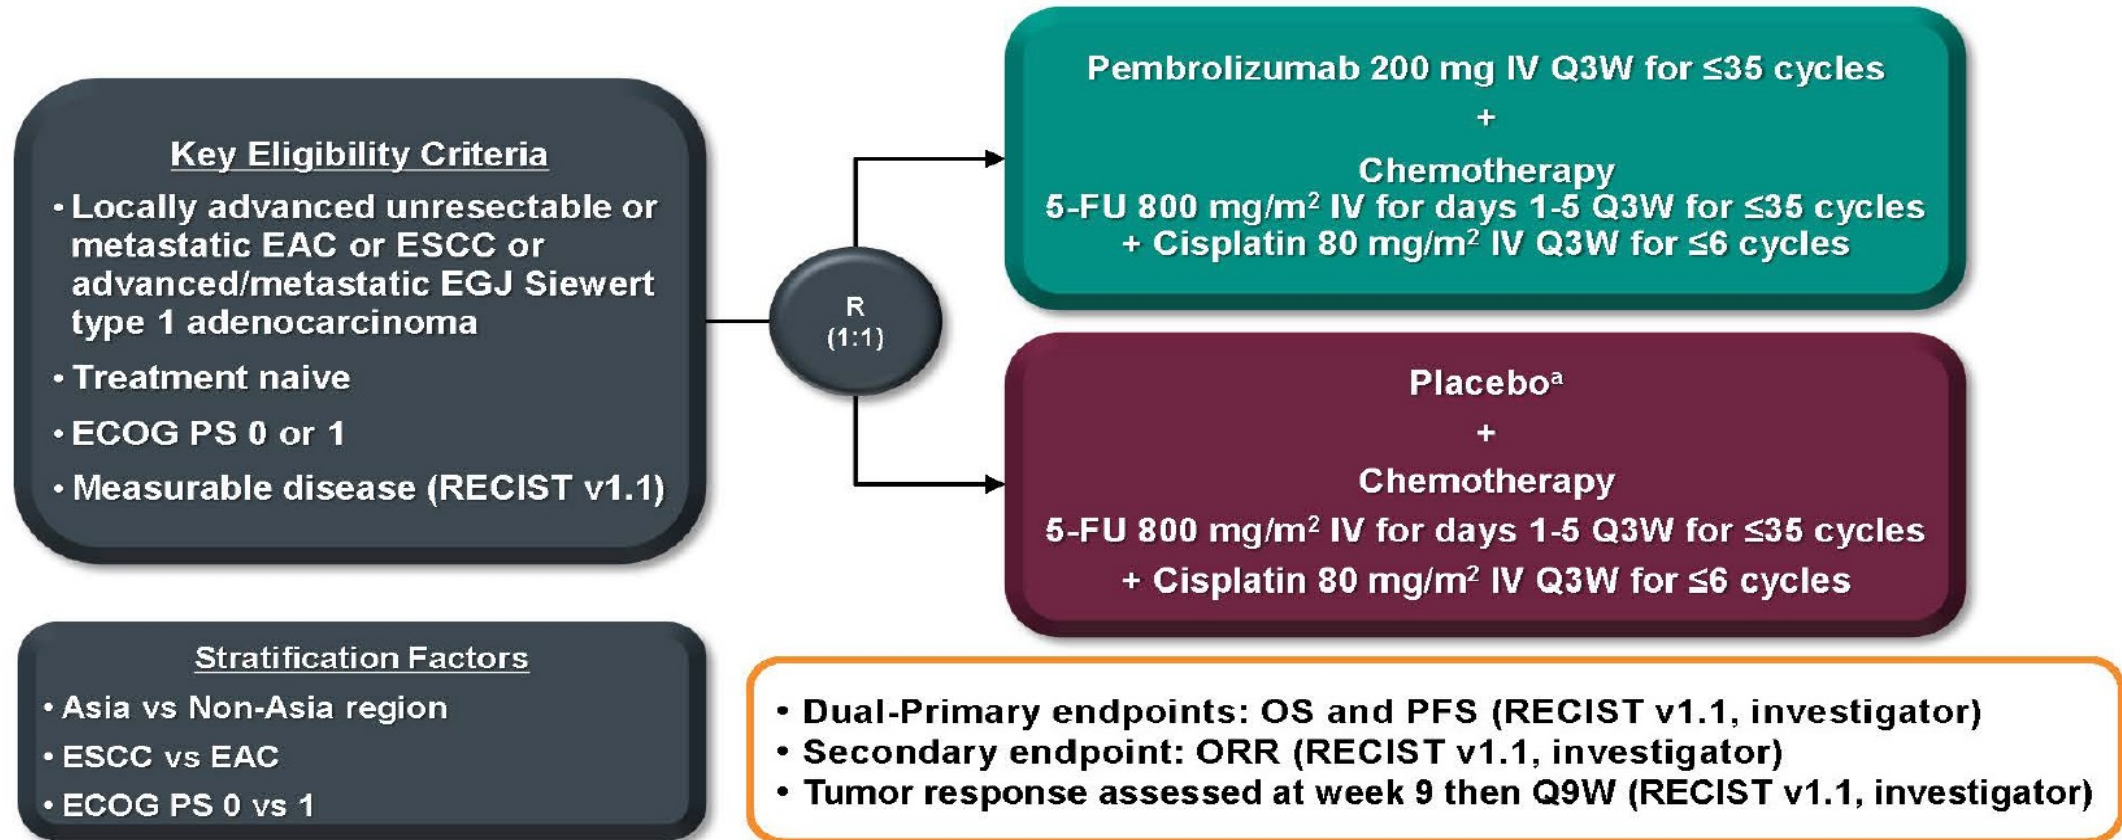 Key Eligibility Criteria
• Locally advanced unresectable or
metastatic EAC or ESCC or
advanced/metastatic EGJ Siewert
type 1 adenocarcinoma
• Treatment naive
• ECOG PS 0 or 1
• Measurable disease (RECIST v1.1)
R
(1:1)
Pembrolizumab 200 mg IV Q3W for ≤35 cycles
+
Chemotherapy
5-FU 800 mg/m² IV for days 1-5 Q3W for ≤35 cycles
+ Cisplatin 80 mg/m² IV Q3W for ≤6 cycles
Placeboᵃ
+
Chemotherapy
5-FU 800 mg/m² IV for days 1-5 Q3W for ≤35 cycles
+ Cisplatin 80 mg/m² IV Q3W for ≤6 cycles
Stratification Factors
• Asia vs Non-Asia region
• ESCC vs EAC
• ECOG PS 0 vs 1
• Dual-Primary endpoints: OS and PFS (RECIST v1.1, investigator)
• Secondary endpoint: ORR (RECIST v1.1, investigator)
• Tumor response assessed at week 9 then Q9W (RECIST v1.1, investigator)